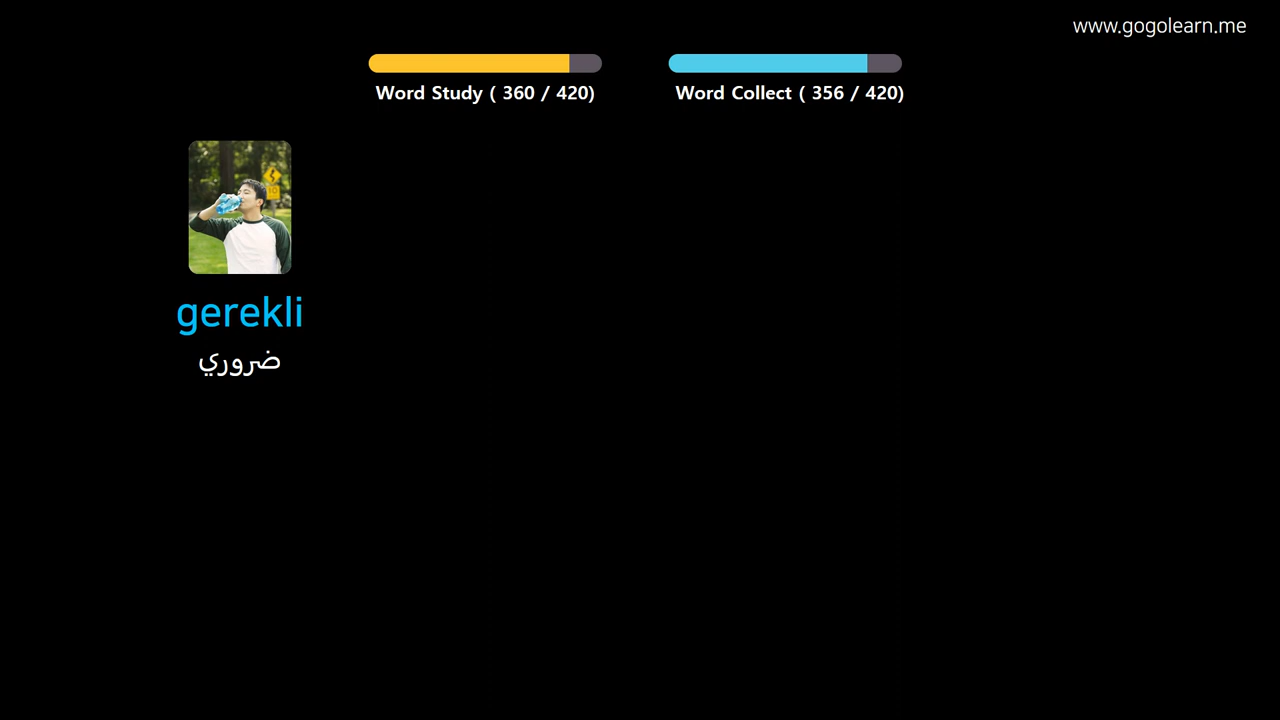 www.gogolearn.me
Word Study ( 360 / 420)
Word Collect ( 356 / 420)
gerekli
ضروري